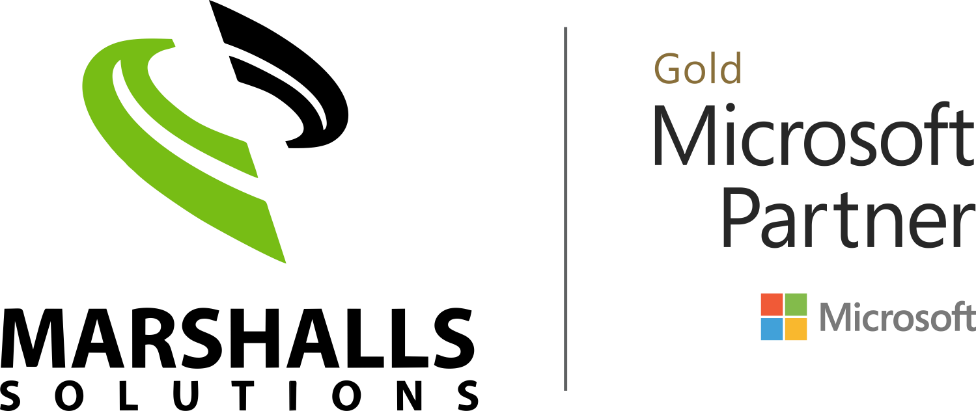 MARSHALLS
SOLUTIONS
Gold
Microsoft
Partner
Microsoft